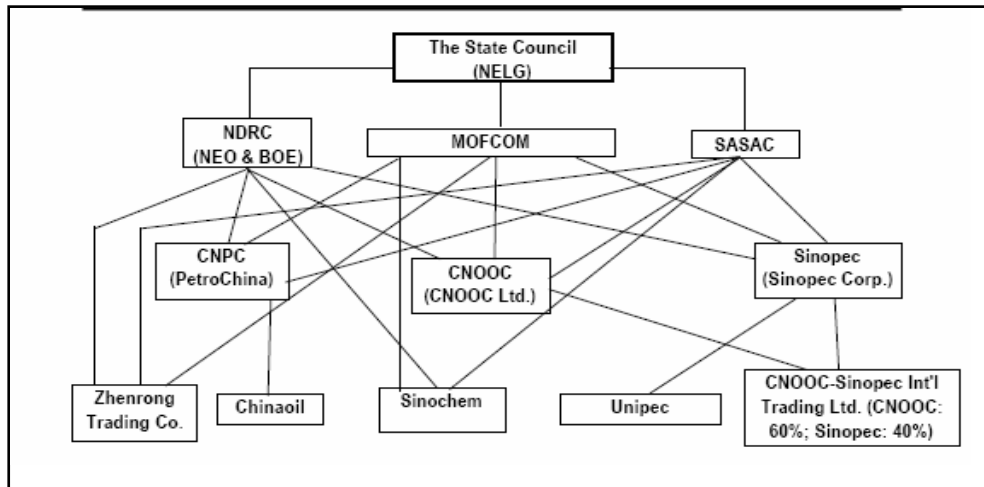 The State Council
(NELG)
NDRC
(NEO & BOE)
MOFCOM
SASAC
CNPC
(PetroChina)
CNOOC
(CNOOC Ltd.)
Sinopec
(Sinopec Corp.)
Zhenrong
Trading Co.
Chinaoil
Sinochem
Unipec
CNOOC-Sinopec Int'l
Trading Ltd. (CNOOC:
60%; Sinopec: 40%)